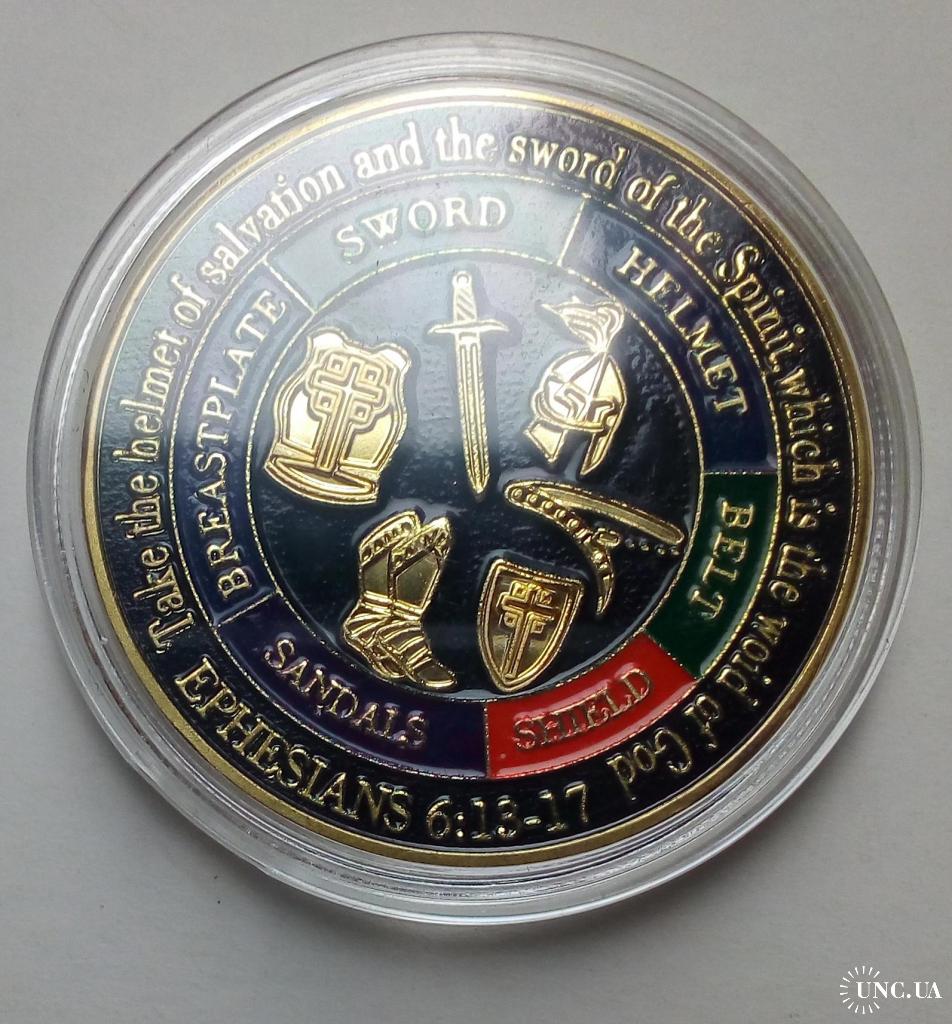 Take the helmet of salvation and the sword of the Spirit, which is the word of God
EPHESIANS 6:13-17
SWORD
HELMET
BELT
SHIELD
SANDALS
BREASTPLATE
UNC.UA